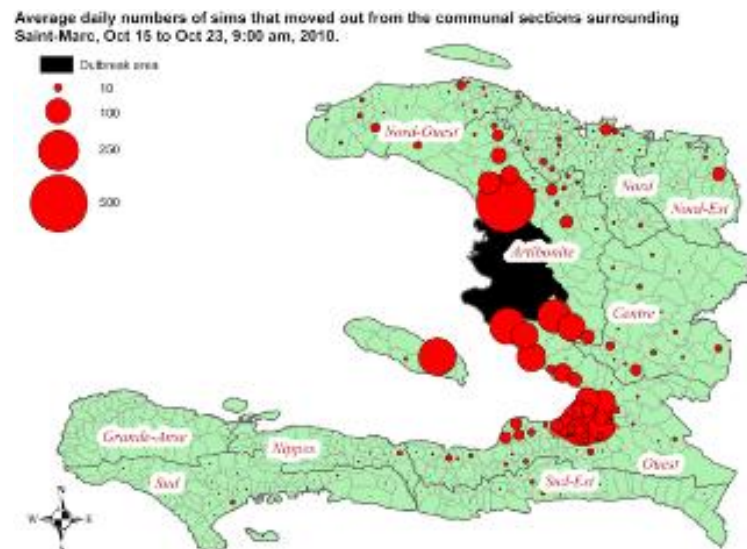 Average daily numbers of sims that moved out from the communal sections surrounding
Saint-Marc, Oct 15 to Oct 23, 9:00 am, 2010.
Outbreak area
10
100
250
500
Nord-Ouest
Nord
Nord-Est
Artibonite
Centre
Grande-Anse
Nippes
Ouest
Sud
Sud-Est
N
W E
S